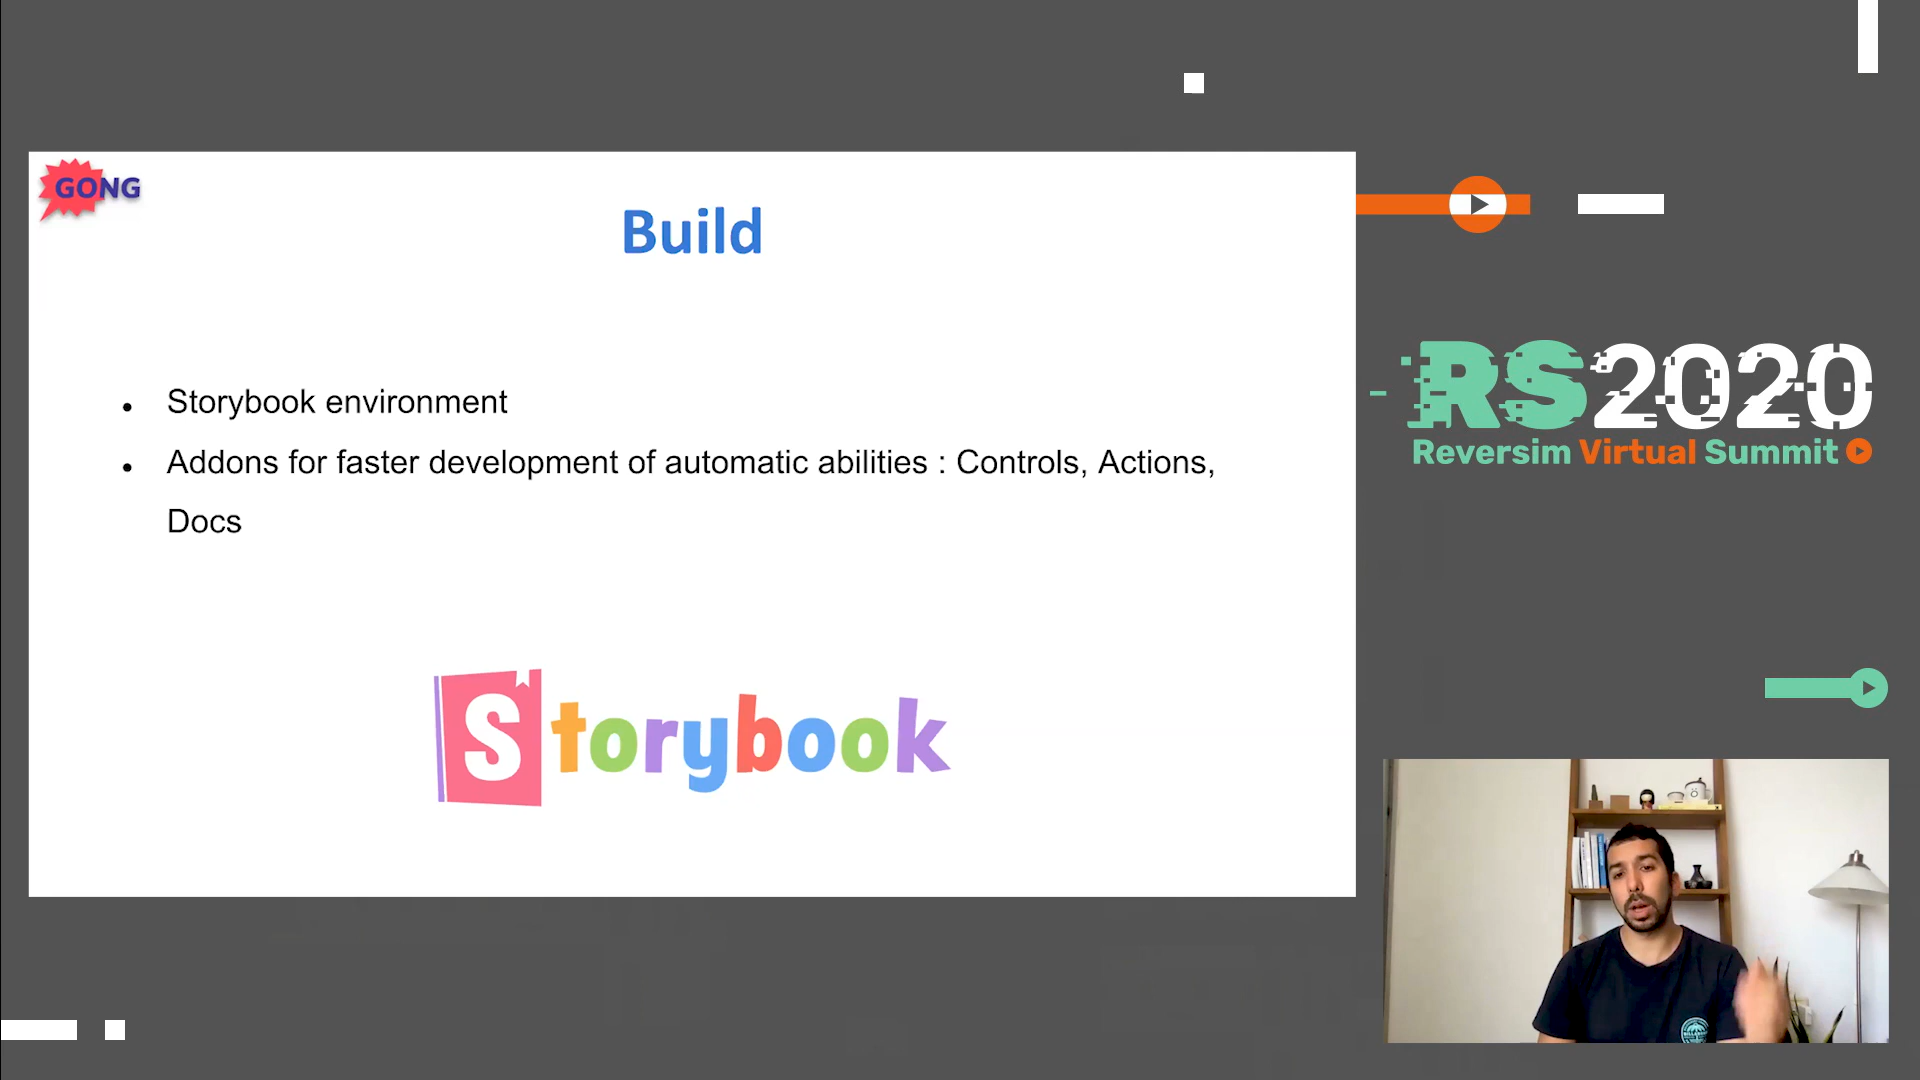 GONG
Build
Storybook environment
Addons for faster development of automatic abilities : Controls, Actions,
Docs
Storybook
RS2020
Reversim Virtual Summit